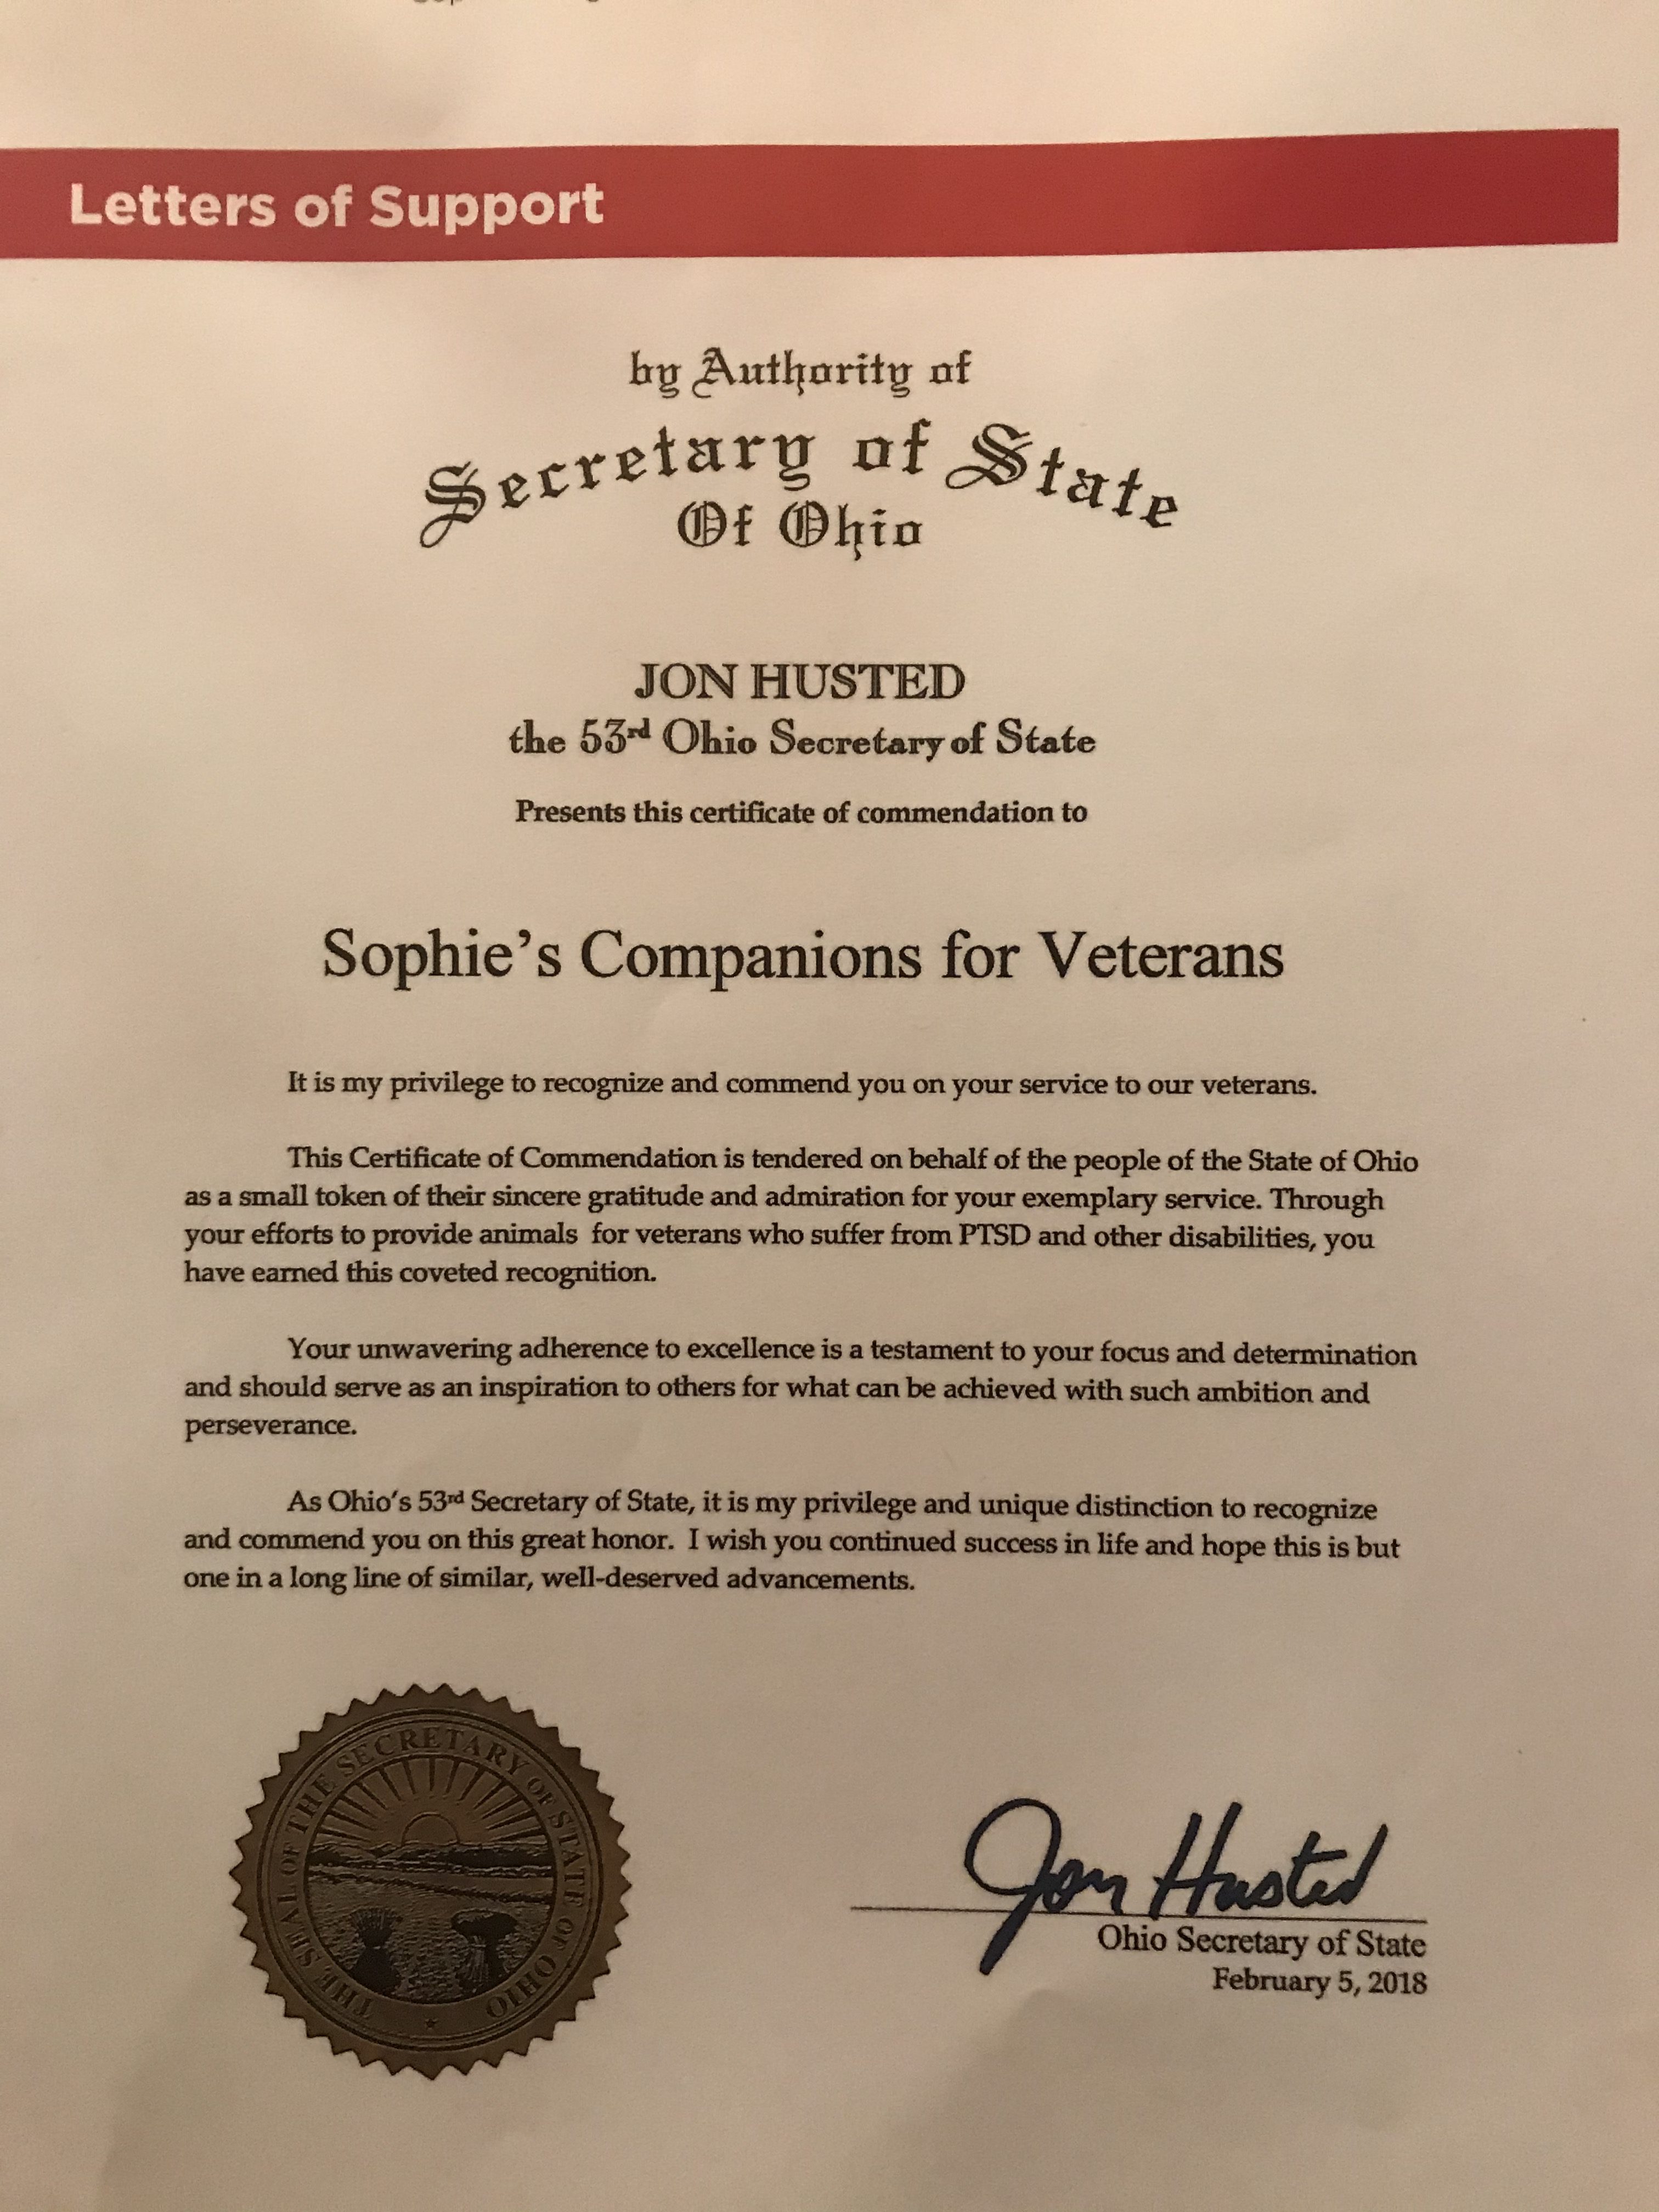 Letters of Support
by Authority of
Secretary of State
Of Ohio
JON HUSTED
the 53rd Ohio Secretary of State
Presents this certificate of commendation to
Sophie's Companions for Veterans
It is my privilege to recognize and commend you on your service to our veterans.
This Certificate of Commendation is tendered on behalf of the people of the State of Ohio
as a small token of their sincere gratitude and admiration for your exemplary service. Through
your efforts to provide animals  for veterans who suffer from PTSD and other disabilities, you
have earned this coveted recognition.
Your unwavering adherence to excellence is a testament to your focus and determination
and should serve as an inspiration to others for what can be achieved with such ambition and
perseverance.
As Ohio's 53rd Secretary of State, it is my privilege and unique distinction to recognize
and commend you on this great honor.  I wish you continued success in life and hope this is but
one in a long line of similar, well-deserved advancements.
THE SEAL OF THE SECRETARY OF STATE OF OHIO
Jon Husted
Ohio Secretary of State
February 5, 2018